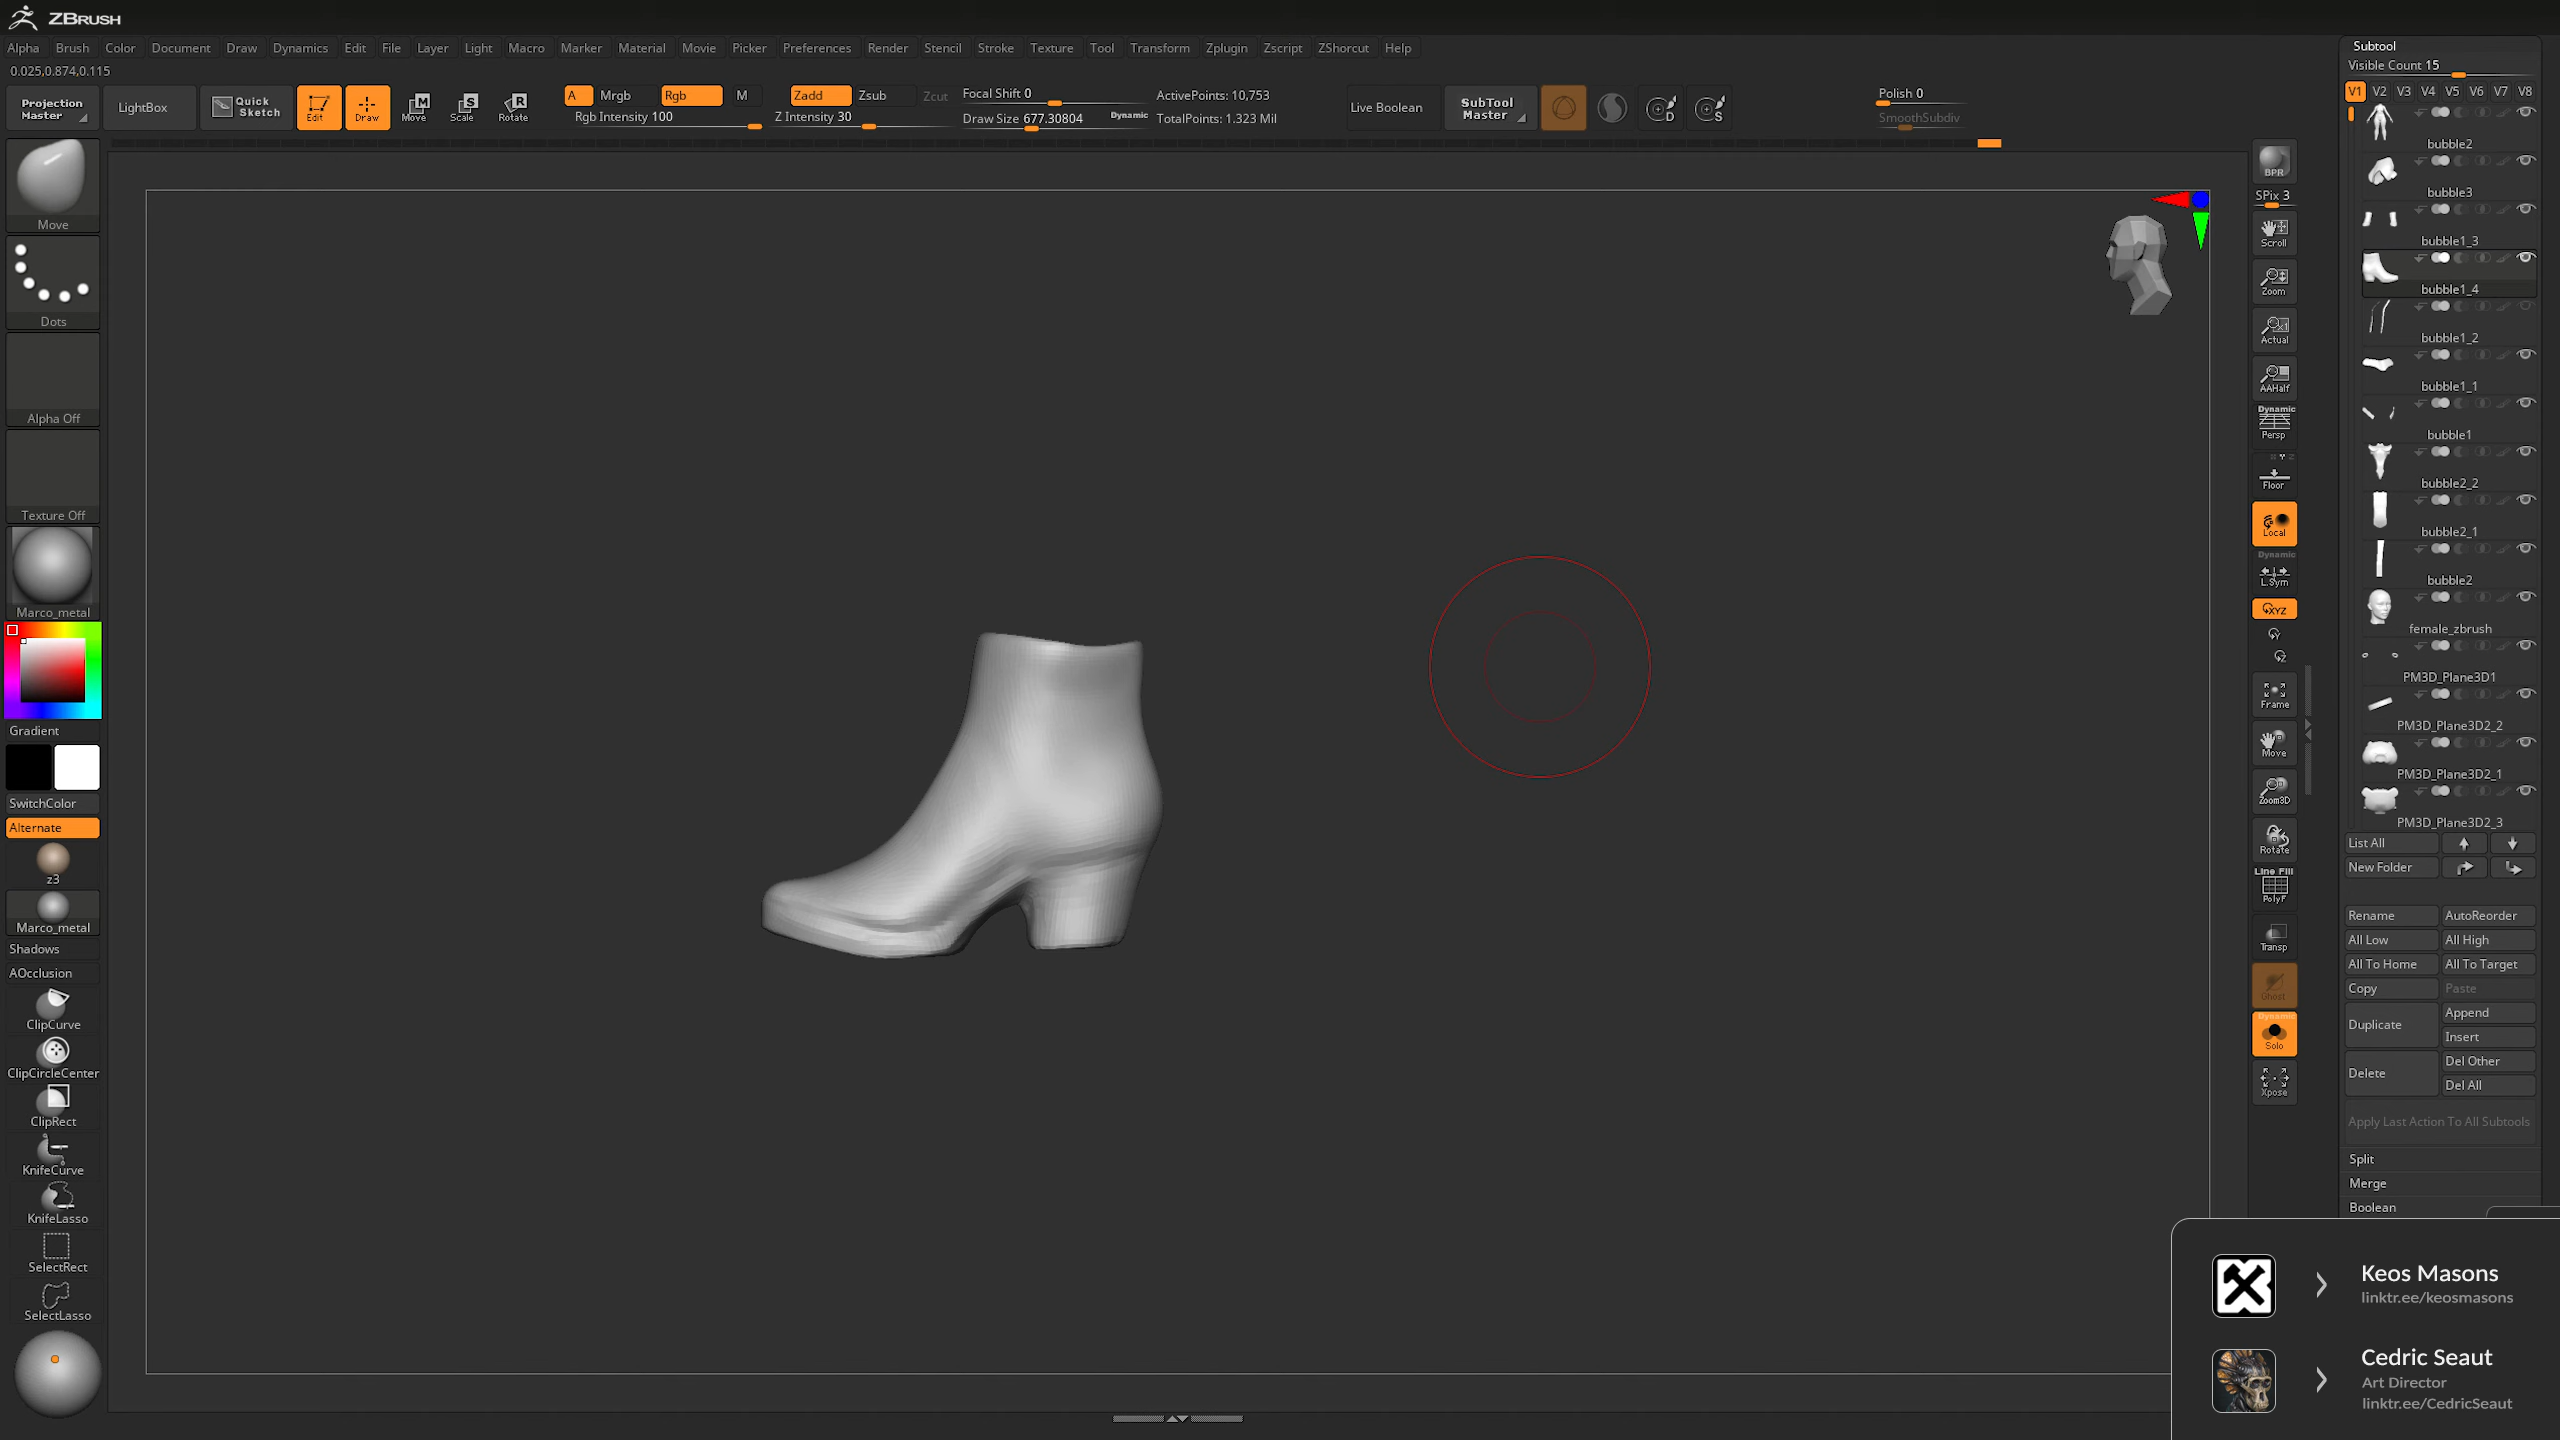 ZBRUSH
Alpha Brush Color Document Draw Dynamics Edit File Layer Light Macro Marker Material Movie Picker Preferences Render Stencil Stroke Texture Tool Transform Zplugin Zscript ZShorcut Help
0.025,0.874,0.115
Projection Master
LightBox
Quick Sketch
Edit
Draw
Move
Scale
Rotate
A Mrgb Rgb M
Rgb Intensity 100
Zadd Zsub Zcut
Z Intensity 30
Focal Shift 0
Draw Size 677.30804 Dynamic
ActivePoints: 10,753
TotalPoints: 1.323 Mil
Live Boolean
SubTool Master
Polish 0
SmoothSubdiv
Move
Dots
Alpha Off
Texture Off
Marco_metal
Gradient
SwitchColor
Alternate
z3
Marco_metal
Shadows
AOcclusion
ClipCurve
ClipCircleCenter
ClipRect
KnifeCurve
KnifeLasso
SelectRect
SelectLasso
BPR
SPix 3
Scroll
Zoom
Actual
AAHalf
Dynamic
Persp
Floor
Local
Dynamic
L.Sym
XYZ
Frame
Move
Zoom3D
Rotate
Line Fill
PolyF
Transp
Ghost
Dynamic
Solo
Xpose
Subtool
Visible Count 15
V1 V2 V3 V4 V5 V6 V7 V8
bubble2
bubble3
bubble1_3
bubble1_4
bubble1_2
bubble1_1
bubble1
bubble2_2
bubble2_1
bubble2
female_zbrush
PM3D_Plane3D1
PM3D_Plane3D2_2
PM3D_Plane3D2_1
PM3D_Plane3D2_3
List All
New Folder
Rename AutoReorder
All Low All High
All To Home All To Target
Copy Paste
Duplicate Append
Insert
Delete Del Other
Del All
Apply Last Action To All Subtools
Split
Merge
Boolean
Keos Masons
linktr.ee/keosmasons
Cedric Seaut
Art Director
linktr.ee/CedricSeaut